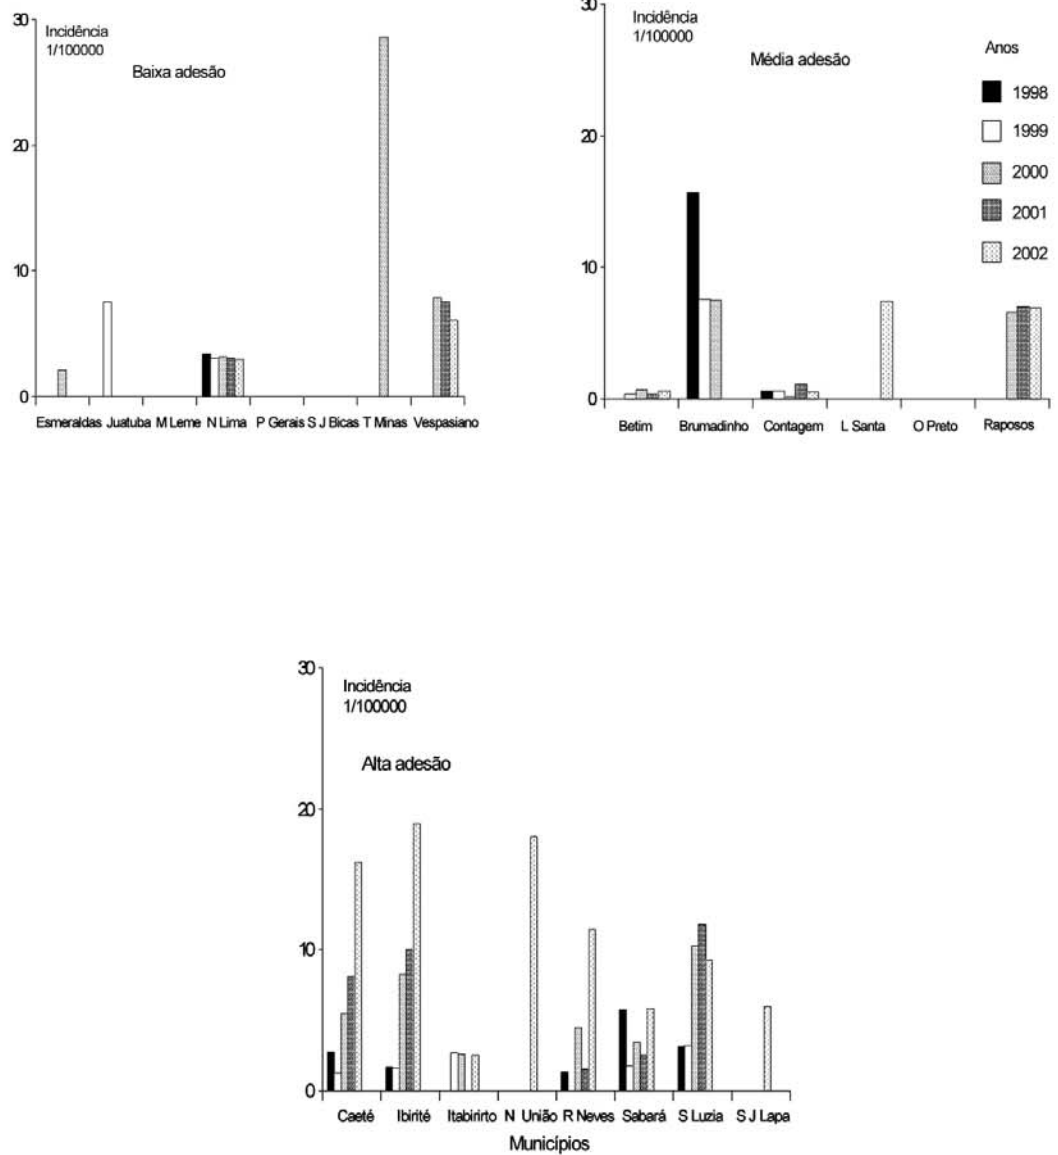 30
Incidência
1/100000
Baixa adesão
20
10
0
Esmeraldas Juatuba M Leme N Lima P Gerais S J Bicas T Minas Vespasiano
30
Incidência
1/100000
Média adesão
20
10
0
Betim Brumadinho Contagem L Santa O Preto Raposos
Anos
1998
1999
2000
2001
2002
30
Incidência
1/100000
Alta adesão
20
10
0
Caeté Ibirité Itabirirto N União R Neves Sabará S Luzia S J Lapa
Municípios